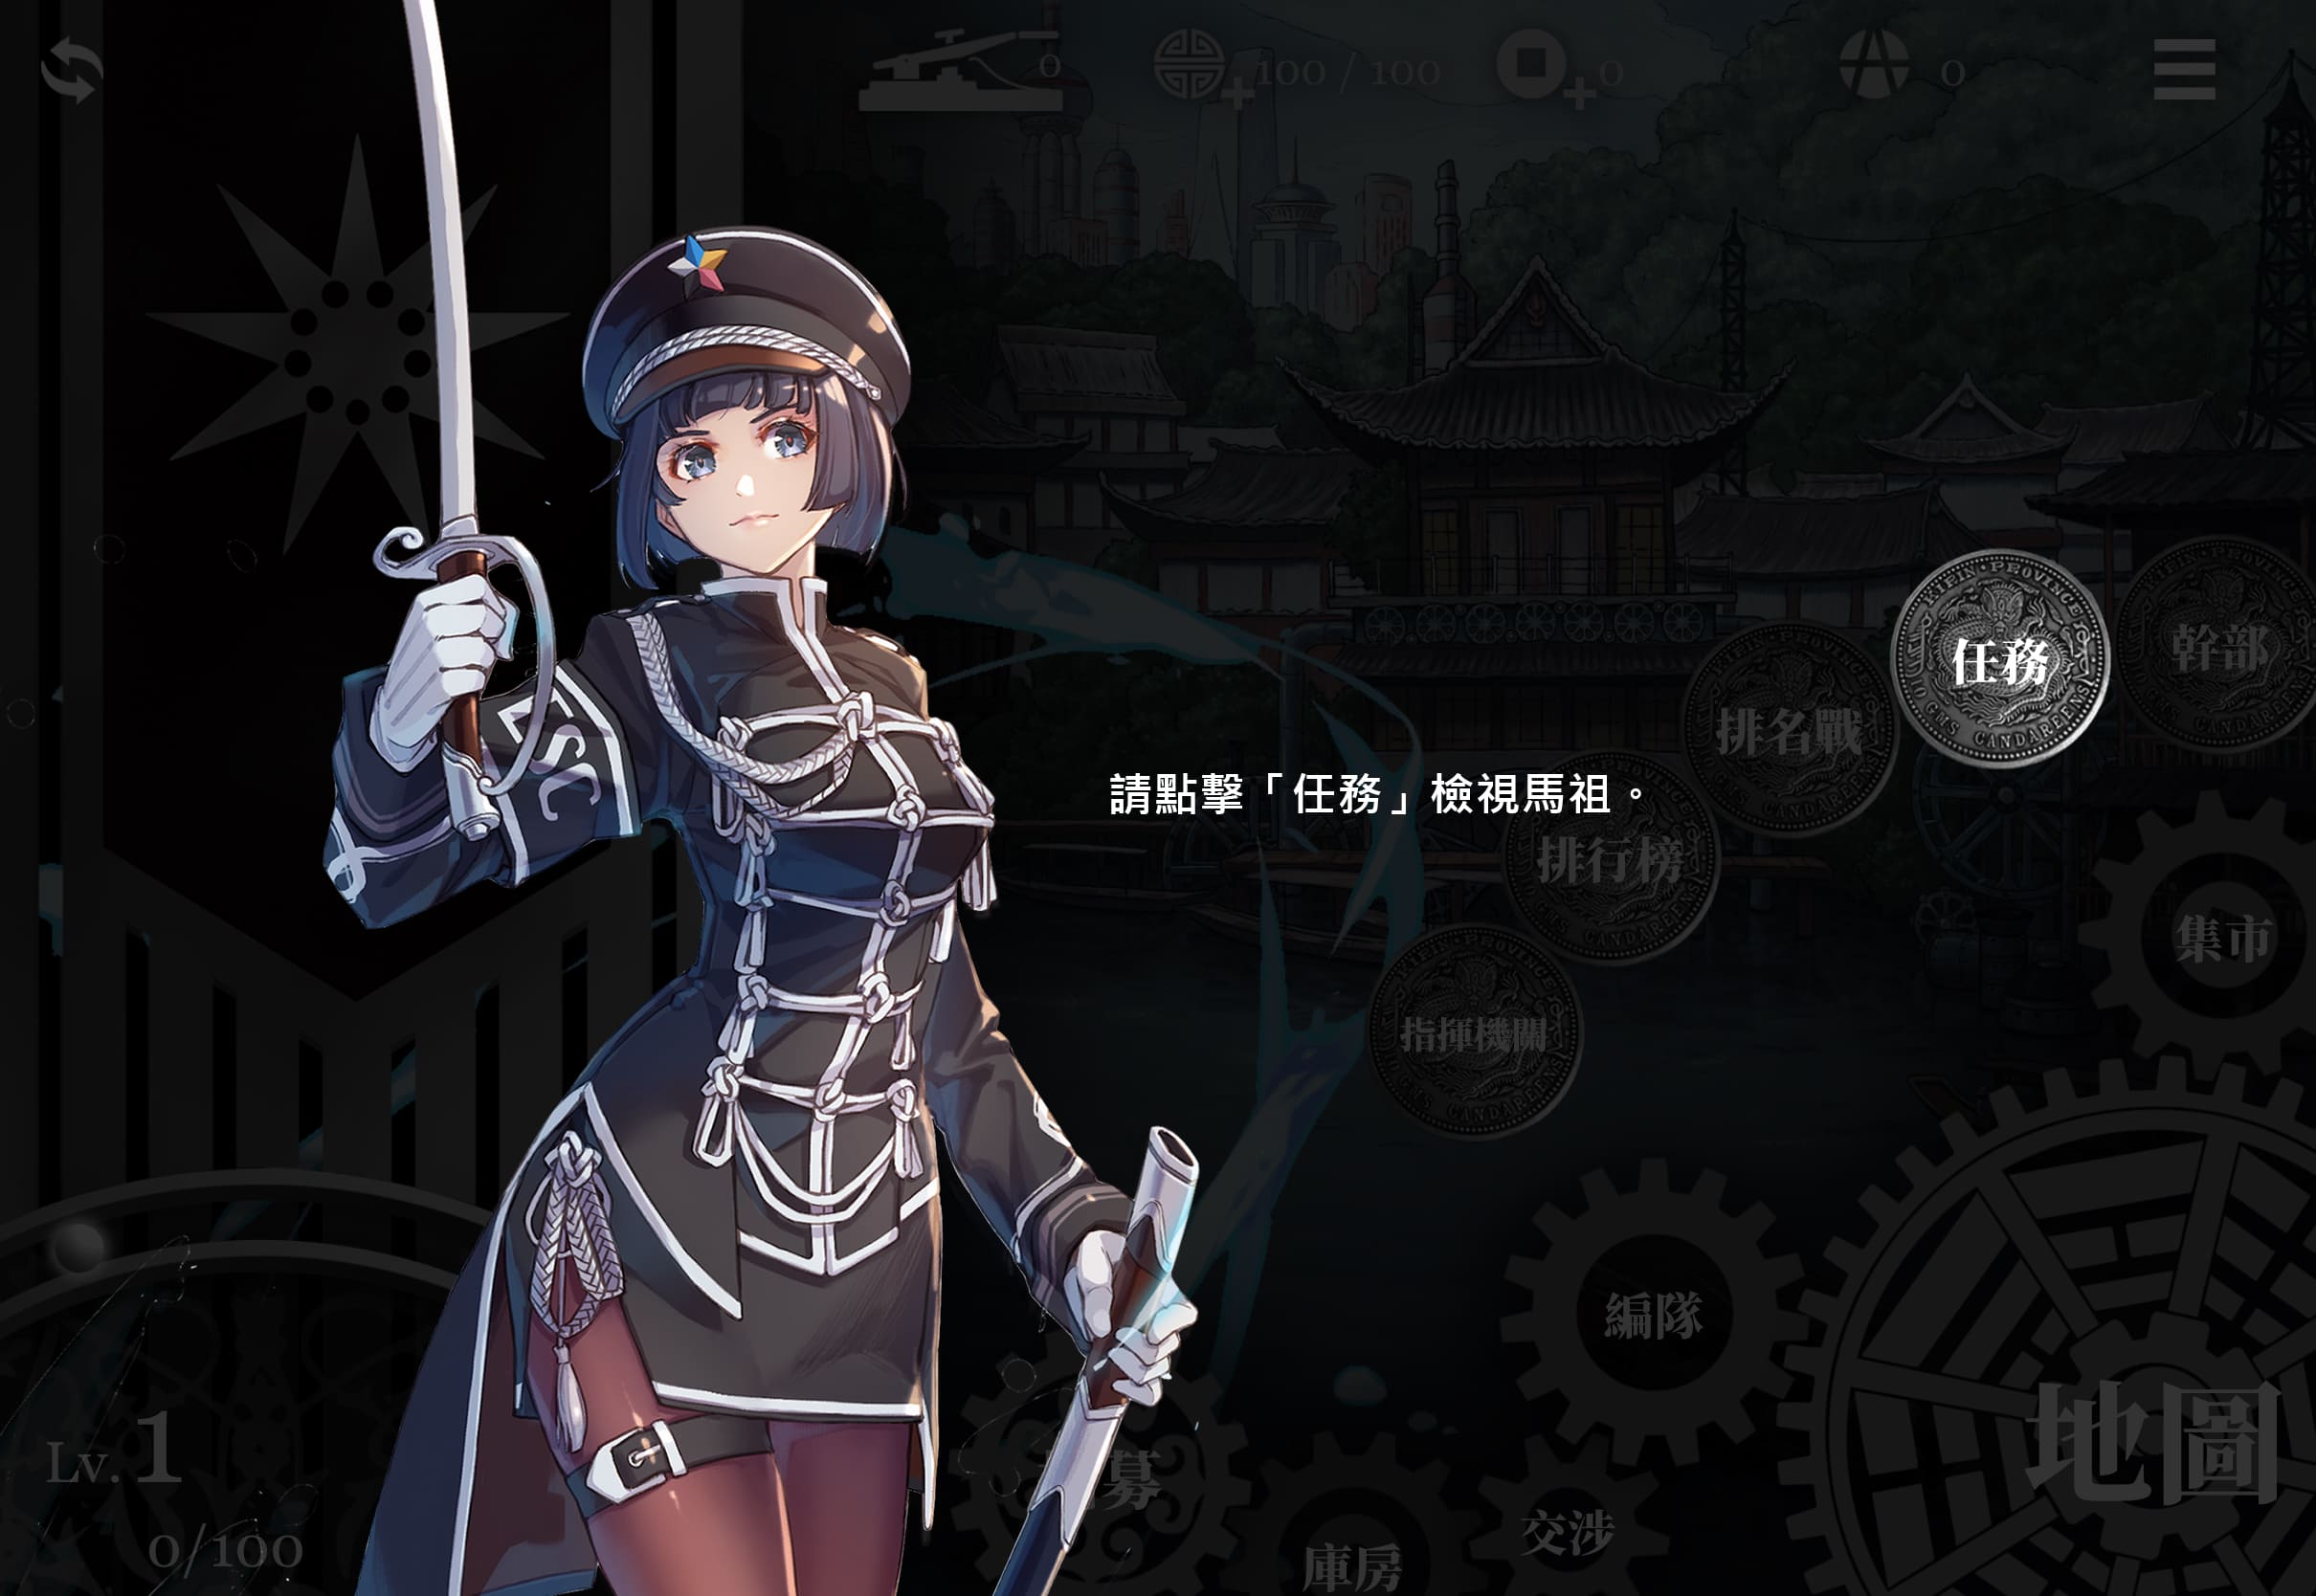 0
100 / 100
0
0
任務
幹部
排名戰
ESC
請點擊「任務」檢視馬祖。
排行榜
集市
指揮機關
編隊
地圖
Lv. 1
募
交涉
0/100
庫房